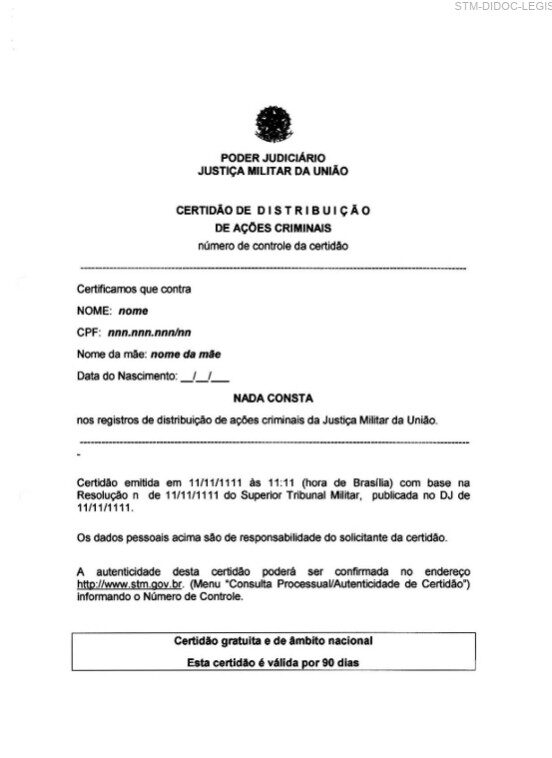 STM-DIDOC-LEGIS
PODER JUDICIÁRIO
JUSTIÇA MILITAR DA UNIÃO
CERTIDÃO DE D I S T R I B U I Ç Ã O
DE AÇÕES CRIMINAIS
número de controle da certidão
Certificamos que contra
NOME: nome
CPF: nnn.nnn.nnn/nn
Nome da mãe: nome da mãe
Data do Nascimento: __/__/___
NADA CONSTA
nos registros de distribuição de ações criminais da Justiça Militar da União.
-
Certidão emitida em 11/11/1111 às 11:11 (hora de Brasília) com base na
Resolução n de 11/11/1111 do Superior Tribunal Militar, publicada no DJ de
11/11/1111.
Os dados pessoais acima são de responsabilidade do solicitante da certidão.
A autenticidade desta certidão poderá ser confirmada no endereço
http://www.stm.gov.br. (Menu “Consulta Processual/Autenticidade de Certidão”)
informando o Número de Controle.
Certidão gratuita e de âmbito nacional
Esta certidão é válida por 90 dias